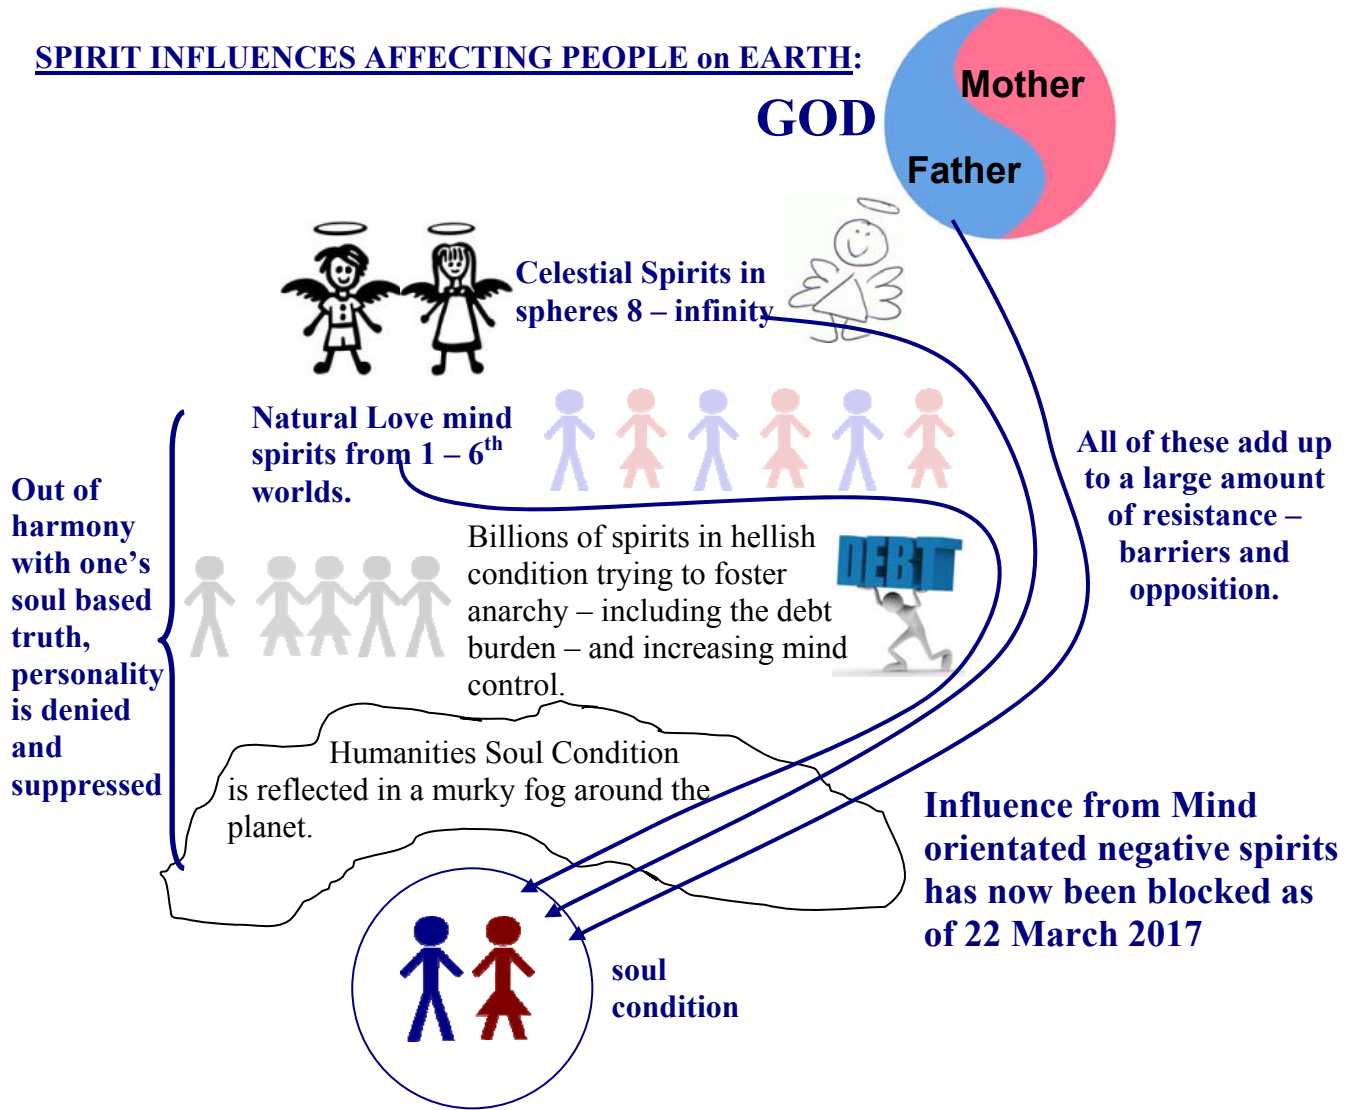 SPIRIT INFLUENCES AFFECTING PEOPLE on EARTH:
GOD
Mother
Father
Celestial Spirits in
spheres 8 – infinity
Natural Love mind
spirits from 1 – 6th
worlds.
All of these add up
to a large amount
of resistance –
barriers and
opposition.
Out of
harmony
with one's
soul based
truth,
personality
is denied
and
suppressed
Billions of spirits in hellish
condition trying to foster
anarchy – including the debt
burden – and increasing mind
control.
DEBT
Humanities Soul Condition
is reflected in a murky fog around the
planet.
Influence from Mind
orientated negative spirits
has now been blocked as
of 22 March 2017
soul
condition